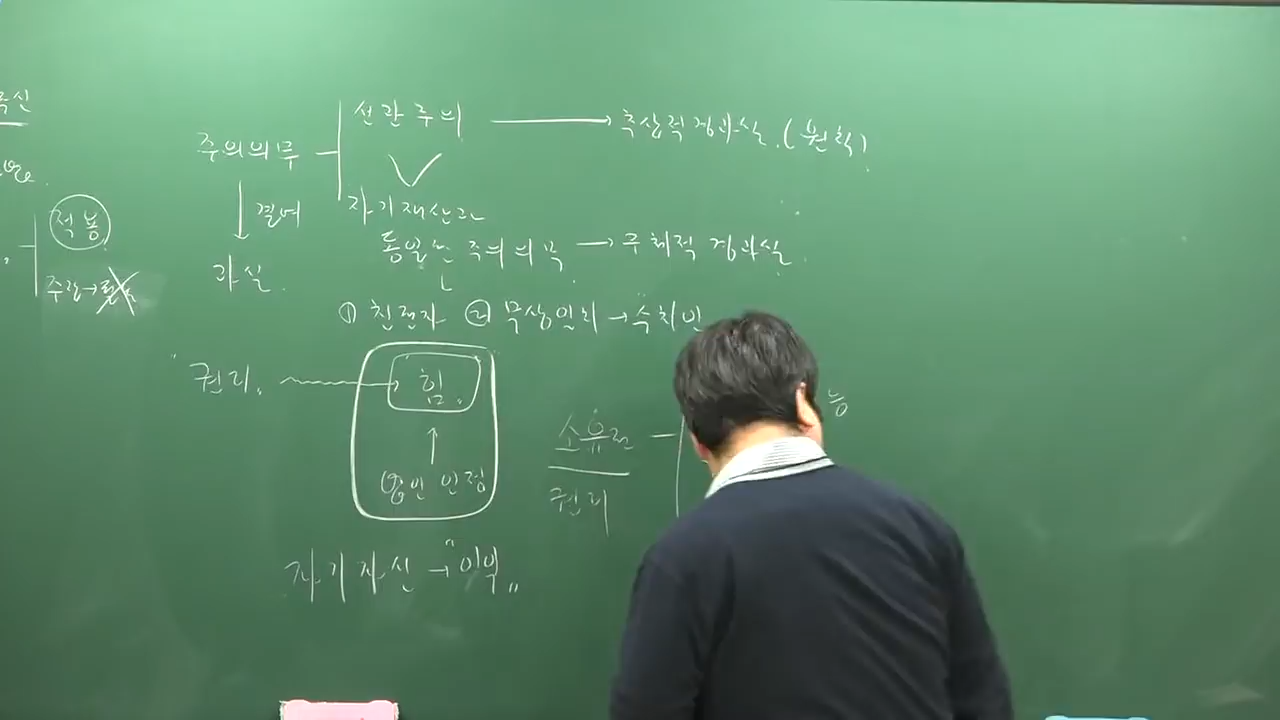 선관주의 → 추상적경과실.(원칙)
주의의무
적용
↓ 결여
자기재산과
동일한 주의의무 → 구체적 경과실.
과실.
주장→
① 친권자 ② 무상임치→수치인
"권리. → 힘
↑
법인 인정
소유권
권리
능
자기자신→"이익"